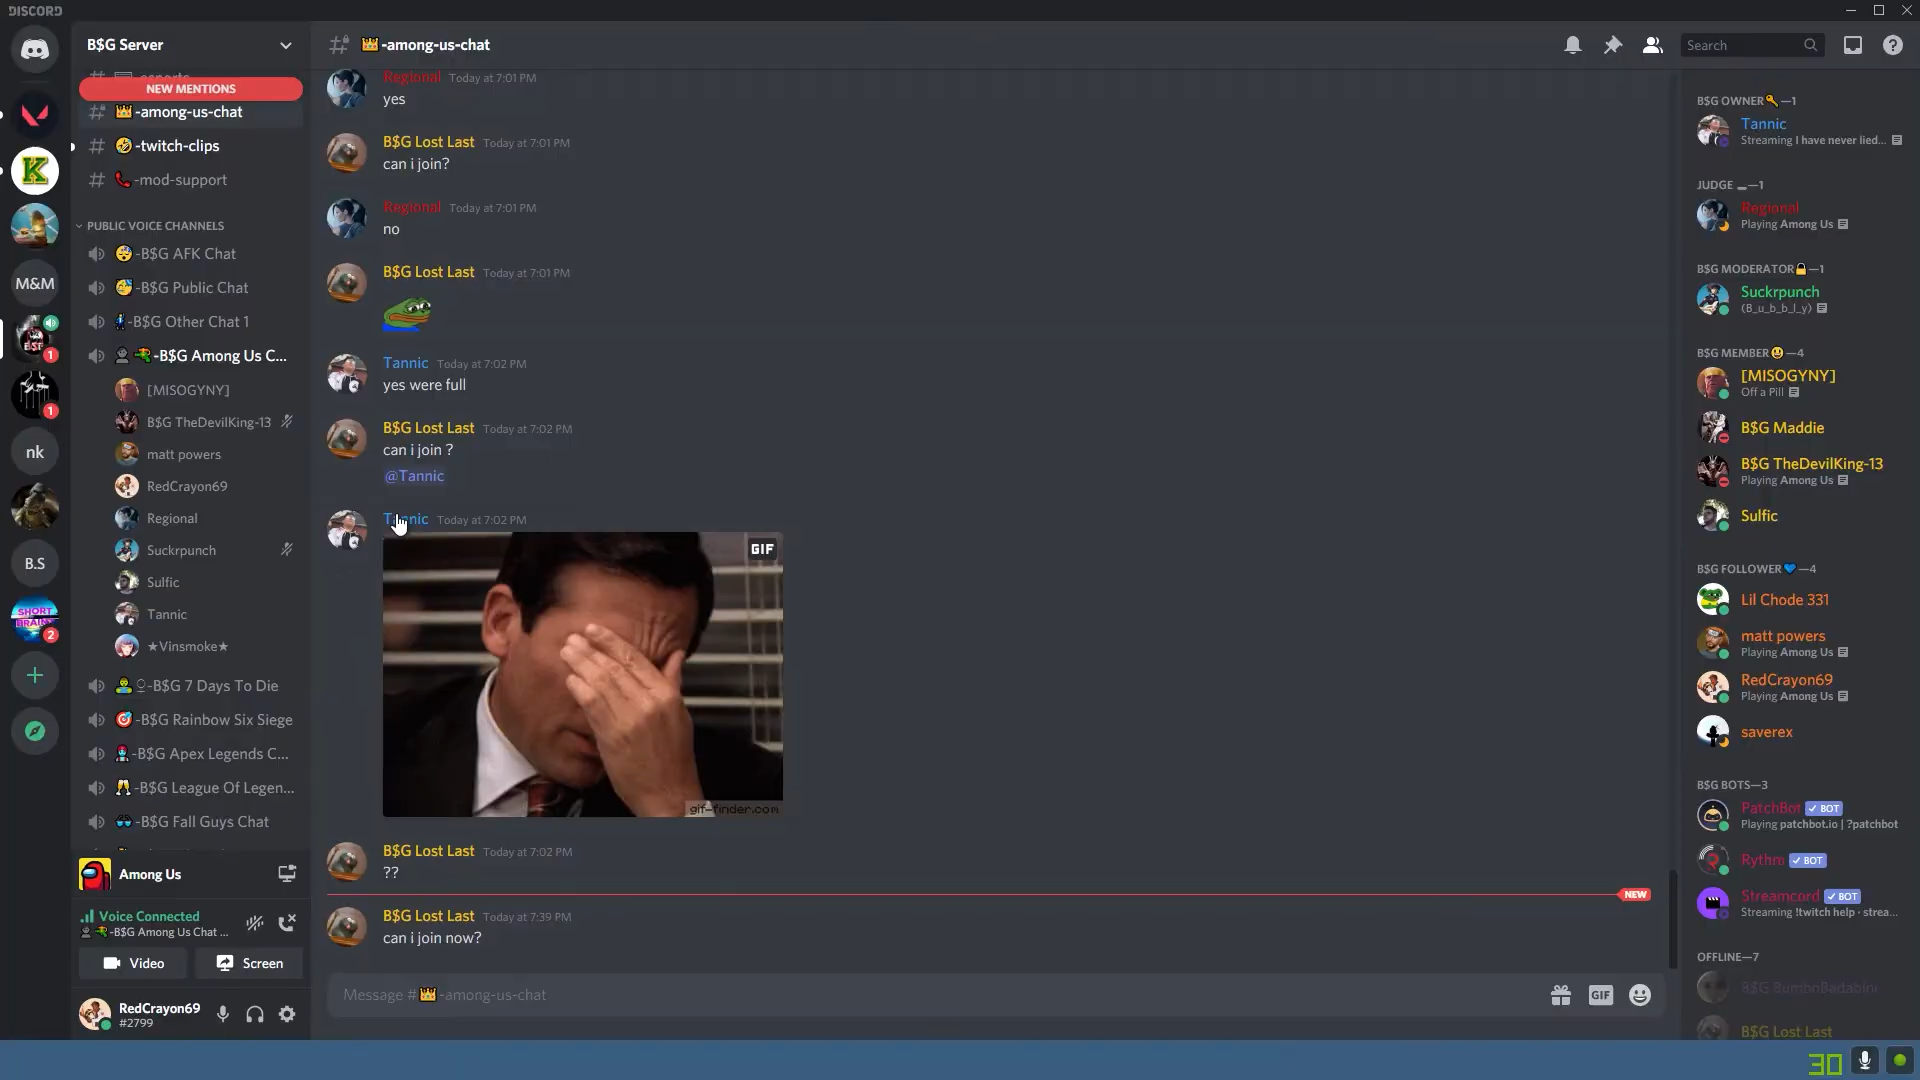 DISCORD
B$G Server
-esports
NEW MENTIONS
-among-us-chat
-twitch-clips
-mod-support
PUBLIC VOICE CHANNELS
-B$G AFK Chat
-B$G Public Chat
-B$G Other Chat 1
-B$G Among Us C...
[MISOGYNY]
B$G TheDevilKing-13
matt powers
RedCrayon69
Regional
Suckrpunch
Sulfic
Tannic
★Vinsmoke★
-B$G 7 Days To Die
-B$G Rainbow Six Siege
-B$G Apex Legends C...
-B$G League Of Legen...
-B$G Fall Guys Chat
Among Us
Voice Connected
-B$G Among Us Chat ...
Video
Screen
RedCrayon69
#2799
M&M
1
1
nk
B.S
SHORT
BRAIN
2
-among-us-chat
Search
Regional Today at 7:01 PM
yes
B$G Lost Last Today at 7:01 PM
can i join?
Regional Today at 7:01 PM
no
B$G Lost Last Today at 7:01 PM
Tannic Today at 7:02 PM
yes were full
B$G Lost Last Today at 7:02 PM
can i join ?
@Tannic
Tannic Today at 7:02 PM
GIF
gif-finder.com
B$G Lost Last Today at 7:02 PM
??
NEW
B$G Lost Last Today at 7:39 PM
can i join now?
Message # -among-us-chat
GIF
B$G OWNER —1
Tannic
Streaming I have never lied...
JUDGE —1
Regional
Playing Among Us
B$G MODERATOR —1
Suckrpunch
(B_u_b_b_l_y)
B$G MEMBER —4
[MISOGYNY]
Off a Pill
B$G Maddie
B$G TheDevilKing-13
Playing Among Us
Sulfic
B$G FOLLOWER —4
Lil Chode 331
matt powers
Playing Among Us
RedCrayon69
Playing Among Us
saverex
B$G BOTS—3
PatchBot BOT
Playing patchbot.io | ?patchbot
Rythm BOT
Streamcord BOT
Streaming !twitch help · strea...
OFFLINE—7
B$G BumboBadabior
B$G Lost Last
30